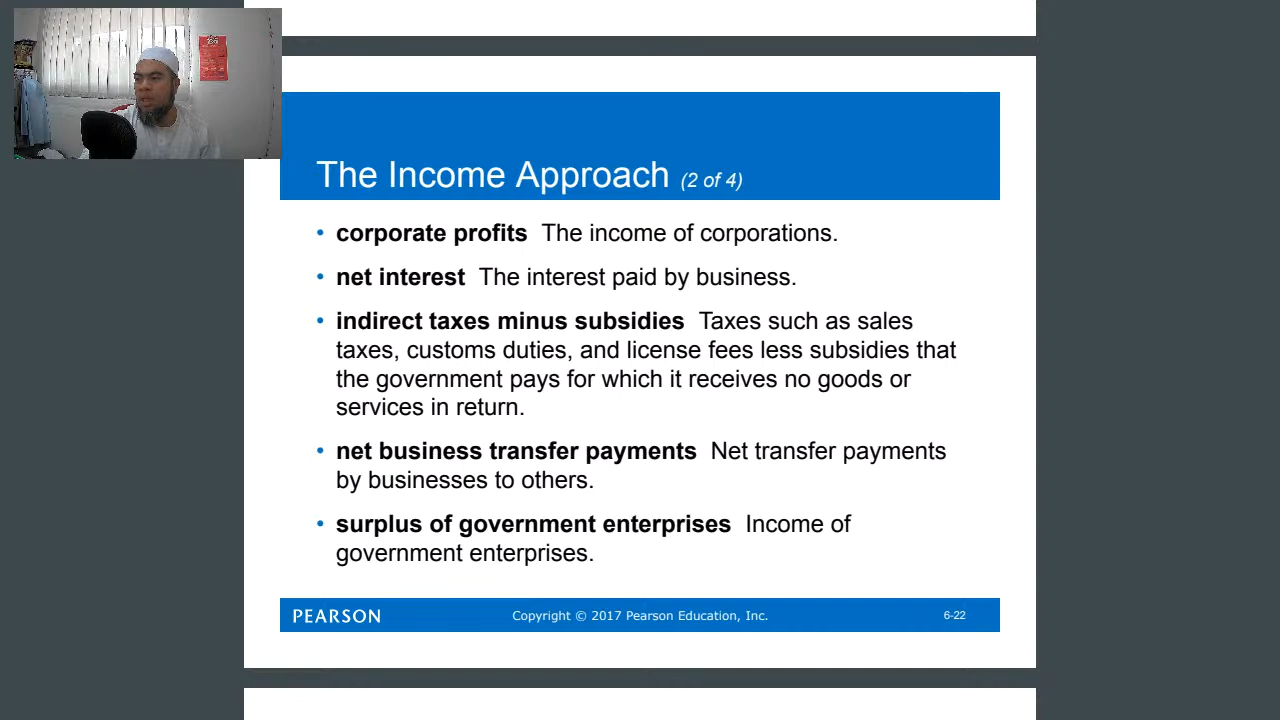 The Income Approach (2 of 4)
• corporate profits The income of corporations.
• net interest The interest paid by business.
• indirect taxes minus subsidies Taxes such as sales
taxes, customs duties, and license fees less subsidies that
the government pays for which it receives no goods or
services in return.
• net business transfer payments Net transfer payments
by businesses to others.
• surplus of government enterprises Income of
government enterprises.
PEARSON
Copyright © 2017 Pearson Education, Inc.
6-22